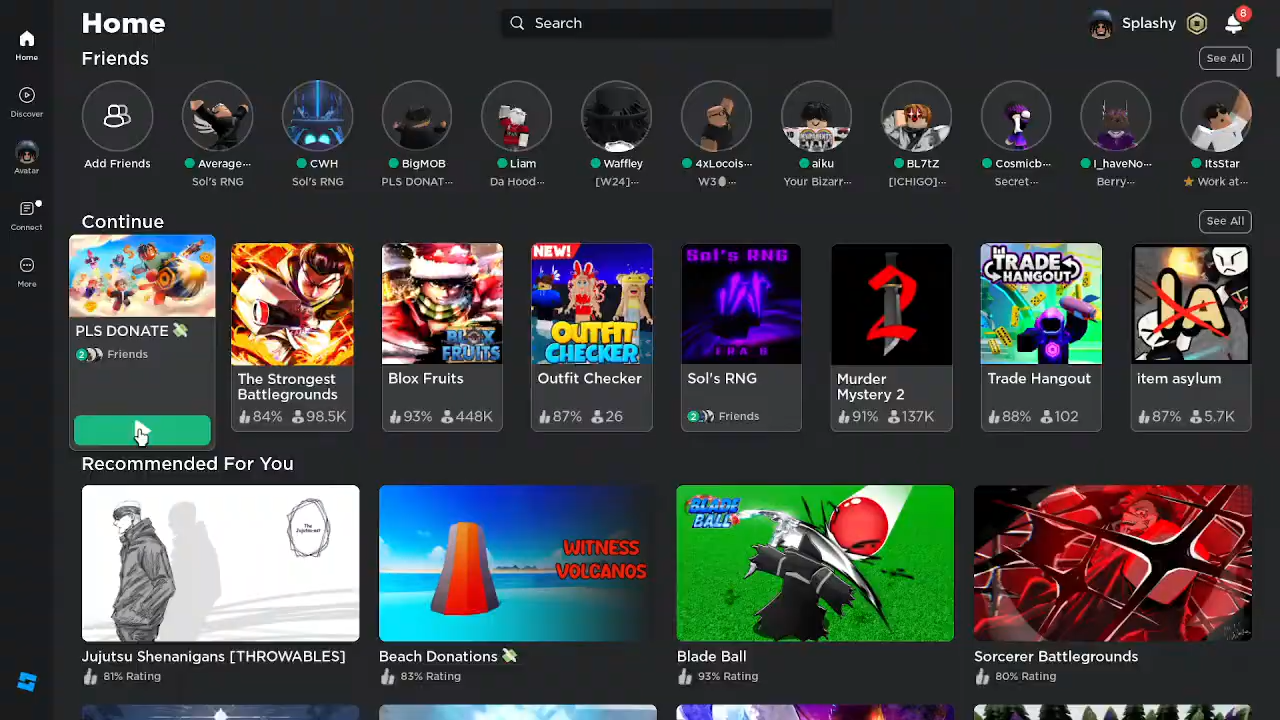 Home
Search
Splashy
8
Home
Discover
Avatar
Connect
More
Friends
See All
Add Friends
Average···
Sol's RNG
CWH
Sol's RNG
BigMOB
PLS DONAT···
Liam
Da Hood···
Waffley
[W24]···
4xLocois···
W3···
aiku
Your Bizarr···
BL7tZ
[ICHIGO]···
Cosmicb···
Secret···
I_haveNo···
Berry···
ItsStar
Work at···
Continue
See All
PLS DONATE
2 Friends
The Strongest
Battlegrounds
84% 98.5K
BLOX
FRUITS
Blox Fruits
93% 448K
NEW!
OUTFIT
CHECKER
Outfit Checker
87% 26
Sol's RNG
Sol's RNG
2 Friends
2
Murder
Mystery 2
91% 137K
TRADE
HANGOUT
Trade Hangout
88% 102
item asylum
87% 5.7K
Recommended For You
Jujutsu Shenanigans [THROWABLES]
81% Rating
WITNESS
VOLCANOS
Beach Donations
83% Rating
BLADE
BALL
Blade Ball
93% Rating
Sorcerer Battlegrounds
80% Rating